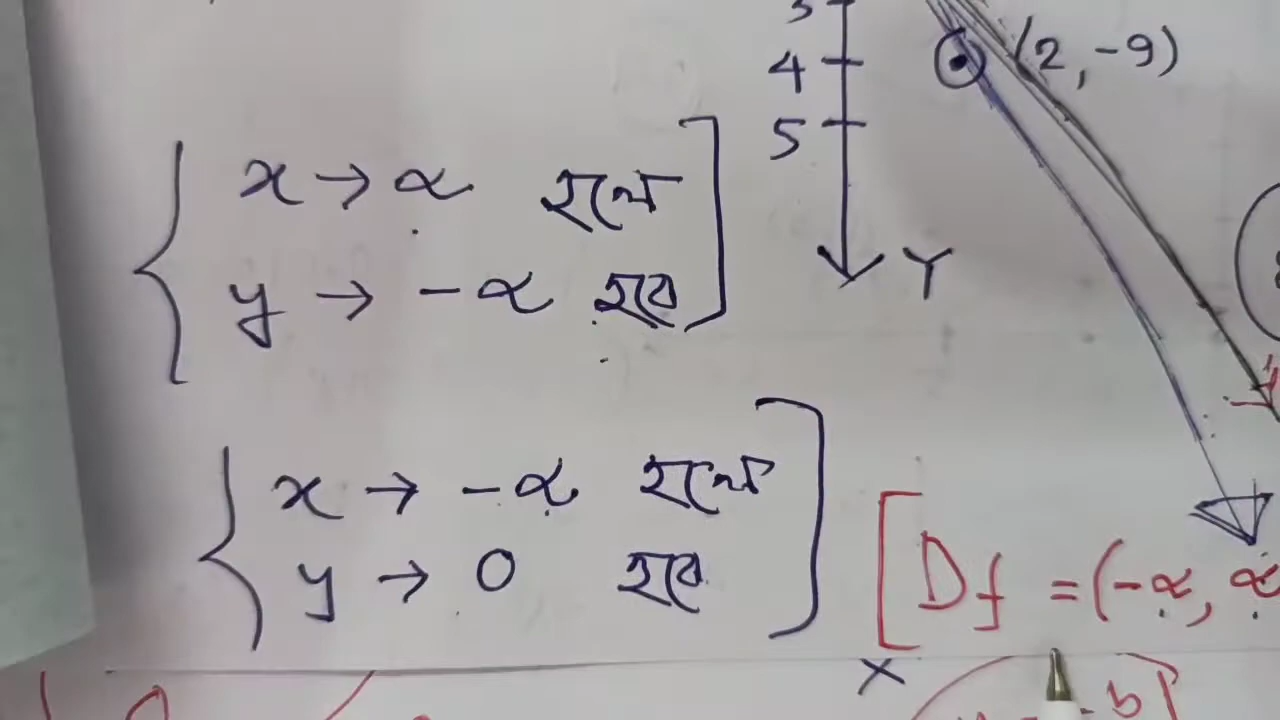 3
4
5
(2, -9)
Y
x → α হলে
y → -α হবে
x → -α হলে
y → 0 হবে
[Df = (-α, α
x
b